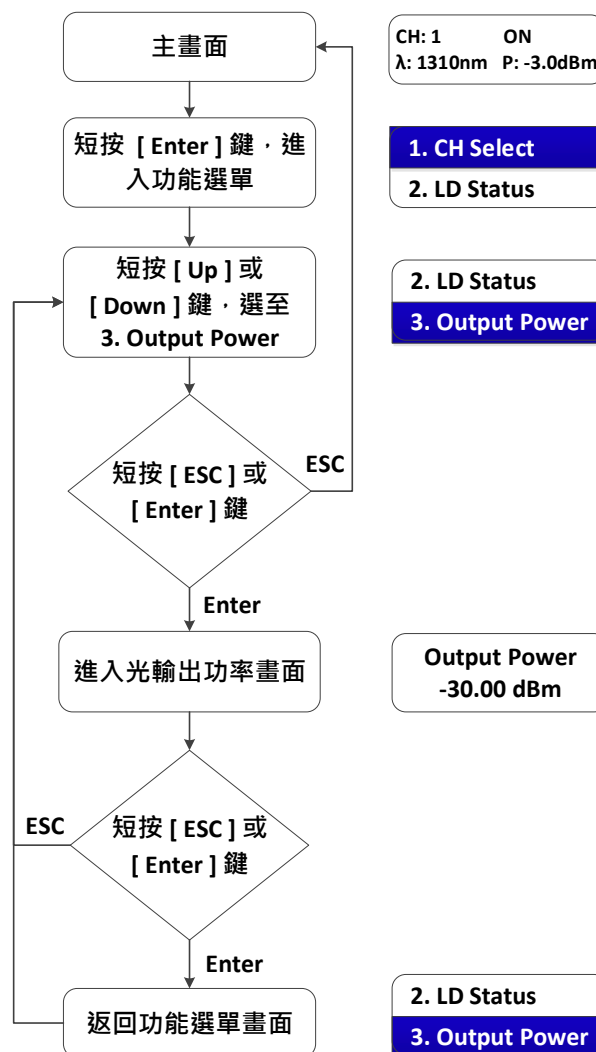 主畫面
CH: 1 ON
λ: 1310nm P: -3.0dBm
短按 [ Enter ] 鍵，進
入功能選單
1. CH Select
2. LD Status
短按 [ Up ] 或
[ Down ] 鍵，選至
3. Output Power
2. LD Status
3. Output Power
短按 [ ESC ] 或
[ Enter ] 鍵
ESC
Enter
進入光輸出功率畫面
Output Power
-30.00 dBm
ESC
短按 [ ESC ] 或
[ Enter ] 鍵
Enter
返回功能選單畫面
2. LD Status
3. Output Power